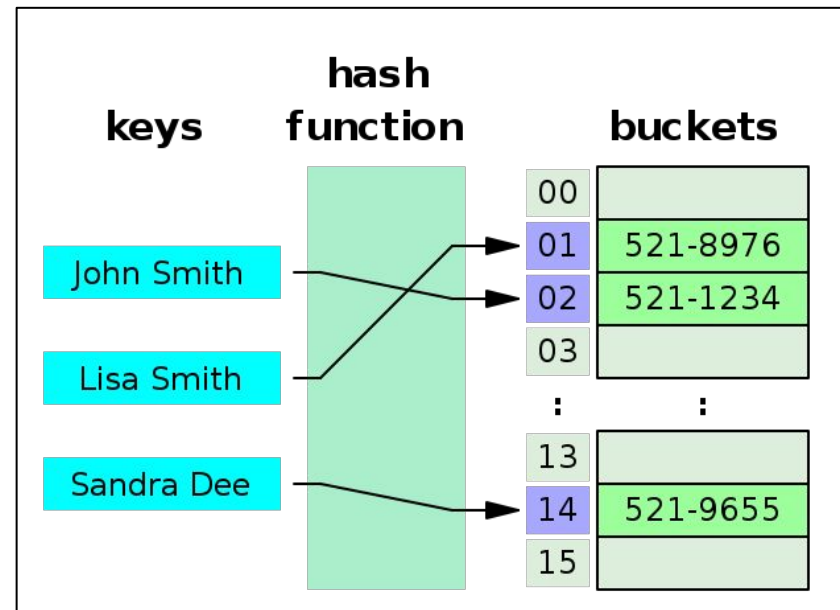 hash
keys function buckets
00
01 521-8976
John Smith
02 521-1234
03
Lisa Smith
: :
13
Sandra Dee
14 521-9655
15